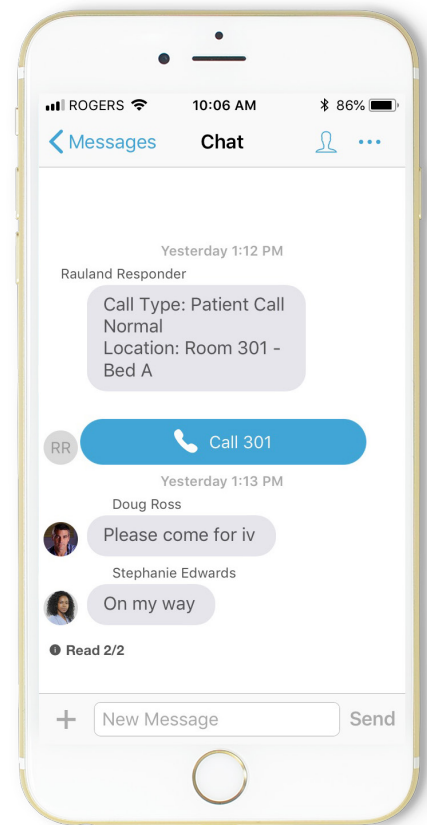 ROGERS 10:06 AM 86%
Messages Chat
Yesterday 1:12 PM
Rauland Responder
Call Type: Patient Call
Normal
Location: Room 301 -
Bed A
RR Call 301
Yesterday 1:13 PM
Doug Ross
Please come for iv
Stephanie Edwards
On my way
Read 2/2
New Message Send